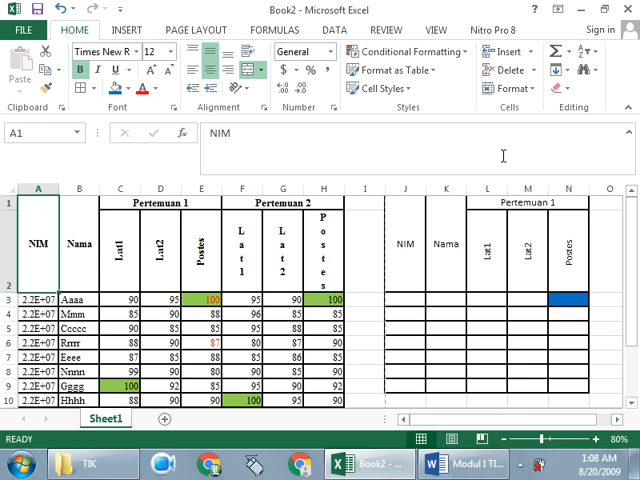 Book2 - Microsoft Excel
FILE HOME INSERT PAGE LAYOUT FORMULAS DATA REVIEW VIEW Nitro Pro 8 Sign in
Paste Times New R 12 General Conditional Formatting Insert
B I U A A $ % , Format as Table Delete
Cell Styles Format
Clipboard Font Alignment Number Styles Cells Editing
A1 fx NIM
A B C D E F G H I J K L M N O
1 Pertemuan 1 Pertemuan 2 Pertemuan 1
2 NIM Nama Lat1 Lat2 Postes Lat1 Lat2 Postes NIM Nama Lat1 Lat2 Postes
3 2.2E+07 Aaaa 90 95 100 95 90 100
4 2.2E+07 Mmm 85 90 88 96 85 85
5 2.2E+07 Ccccc 90 85 85 95 88 85
6 2.2E+07 Rrrrr 88 90 87 80 87 90
7 2.2E+07 Eeee 87 85 88 85 86 85
8 2.2E+07 Nnnn 99 90 80 90 85 90
9 2.2E+07 Gggg 100 92 85 95 90 92
10 2.2E+07 Hhhh 88 90 90 100 95 90
Sheet1
READY 80%
TIK Book2 - ... Modul I TI... 1:08 AM
8/20/2009